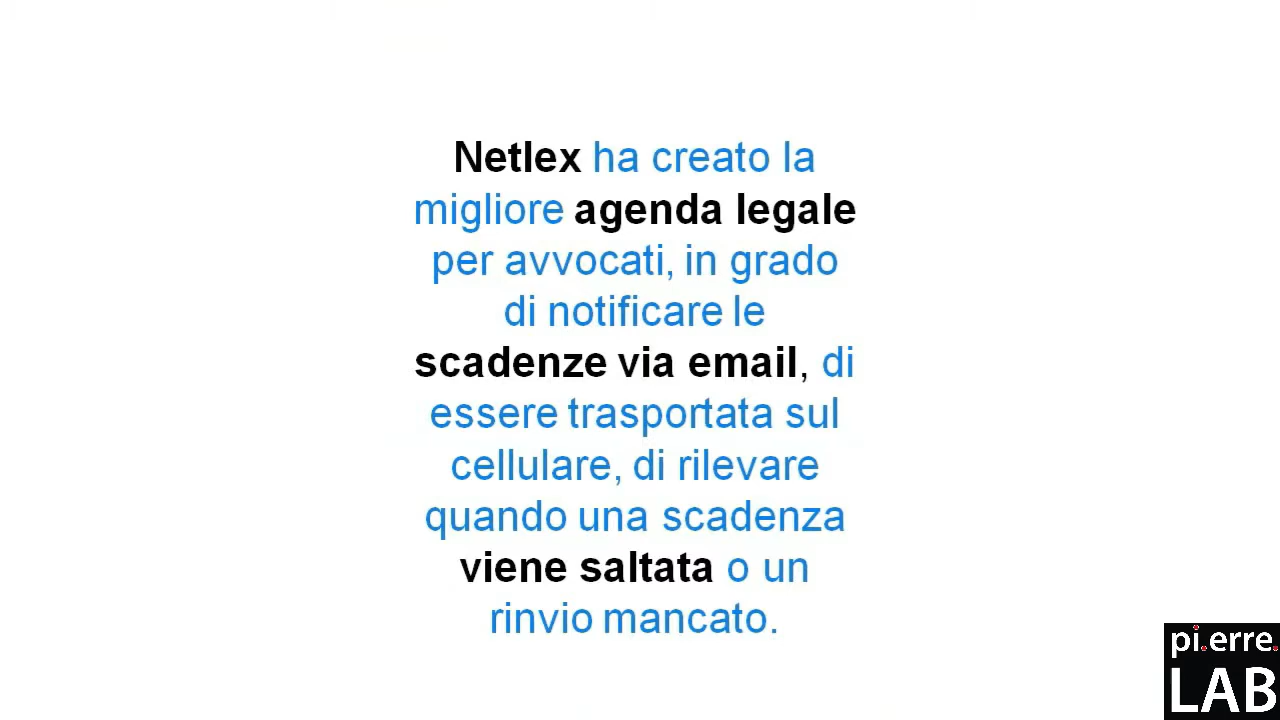 Netlex ha creato la
migliore agenda legale
per avvocati, in grado
di notificare le
scadenze via email, di
essere trasportata sul
cellulare, di rilevare
quando una scadenza
viene saltata o un
rinvio mancato.
pi.erre.
LAB